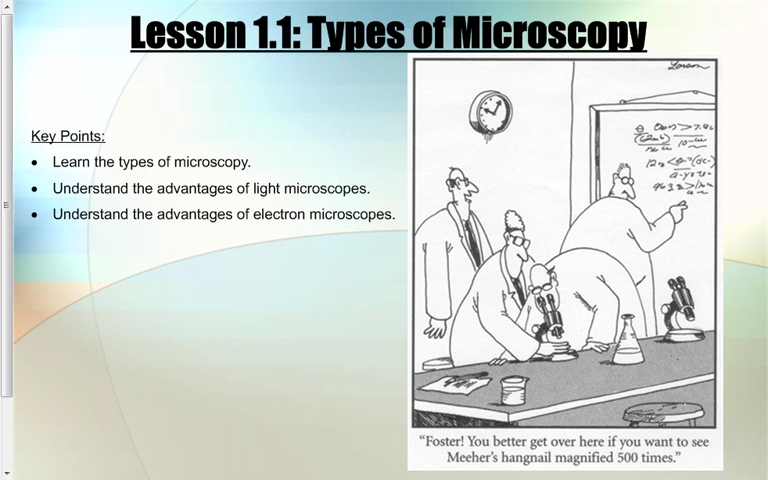 Lesson 1.1: Types of Microscopy
Larson
Key Points:
• Learn the types of microscopy.
• Understand the advantages of light microscopes.
• Understand the advantages of electron microscopes.
“Foster! You better get over here if you want to see
Meeher’s hangnail magnified 500 times.”